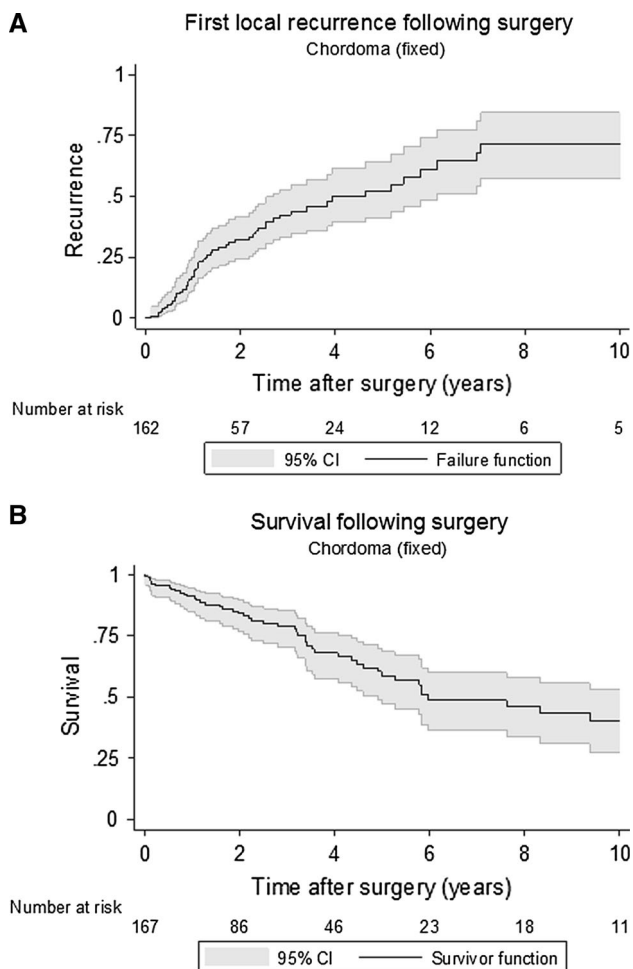 A
First local recurrence following surgery
Chordoma (fixed)
1
.75
.5
.25
0
Recurrence
0 2 4 6 8 10
Time after surgery (years)
Number at risk
162 57 24 12 6 5
95% CI Failure function
B
Survival following surgery
Chordoma (fixed)
1
.75
.5
.25
0
Survival
0 2 4 6 8 10
Time after surgery (years)
Number at risk
167 86 46 23 18 11
95% CI Survivor function